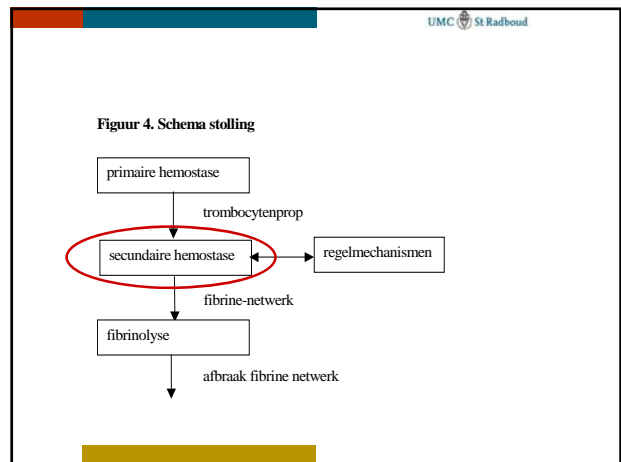 UMC St Radboud
Figuur 4. Schema stolling
primaire hemostase
trombocytenprop
secundaire hemostase
regelmechanismen
fibrine-netwerk
fibrinolyse
afbraak fibrine netwerk